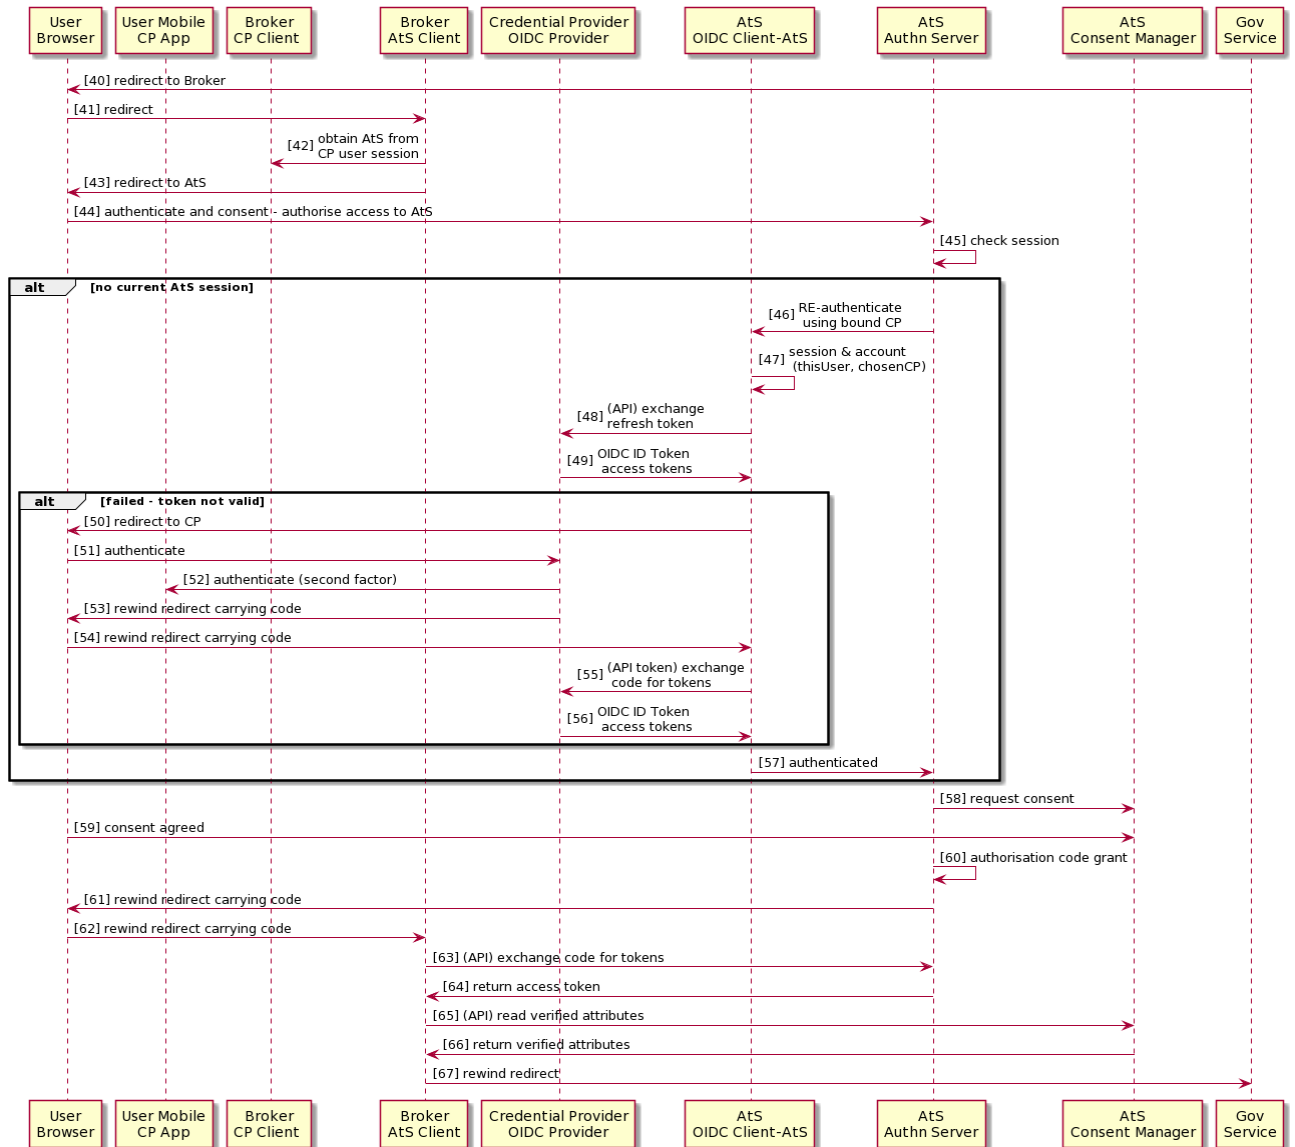 User
Browser
User Mobile
CP App
Broker
CP Client
Broker
AtS Client
Credential Provider
OIDC Provider
AtS
OIDC Client-AtS
AtS
Authn Server
AtS
Consent Manager
Gov
Service
[40] redirect to Broker
[41] redirect
[42] obtain AtS from
CP user session
[43] redirect to AtS
[44] authenticate and consent - authorise access to AtS
[45] check session
alt [no current AtS session]
[46] RE-authenticate
using bound CP
[47] session & account
(thisUser, chosenCP)
[48] (API) exchange
refresh token
[49] OIDC ID Token
access tokens
alt [failed - token not valid]
[50] redirect to CP
[51] authenticate
[52] authenticate (second factor)
[53] rewind redirect carrying code
[54] rewind redirect carrying code
[55] (API token) exchange
code for tokens
[56] OIDC ID Token
access tokens
[57] authenticated
[58] request consent
[59] consent agreed
[60] authorisation code grant
[61] rewind redirect carrying code
[62] rewind redirect carrying code
[63] (API) exchange code for tokens
[64] return access token
[65] (API) read verified attributes
[66] return verified attributes
[67] rewind redirect
User
Browser
User Mobile
CP App
Broker
CP Client
Broker
AtS Client
Credential Provider
OIDC Provider
AtS
OIDC Client-AtS
AtS
Authn Server
AtS
Consent Manager
Gov
Service